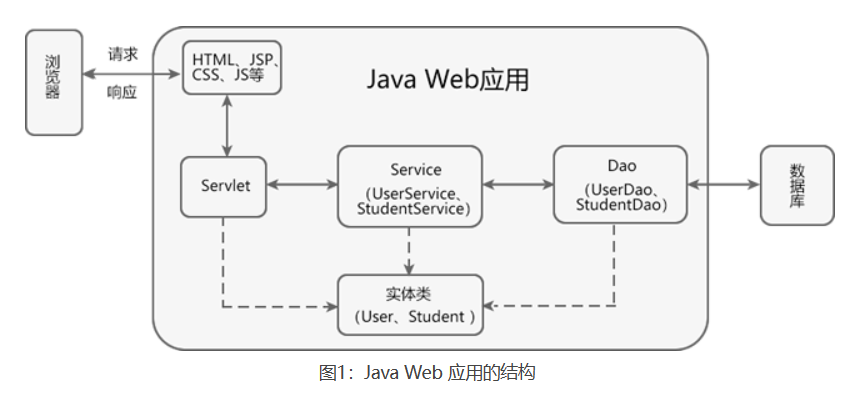 浏览器
请求
响应
HTML、JSP、
CSS、JS等
Java Web应用
Servlet
Service
（UserService、
StudentService）
Dao
（UserDao、
StudentDao）
数据库
实体类
（User、Student ）
图1：Java Web 应用的结构